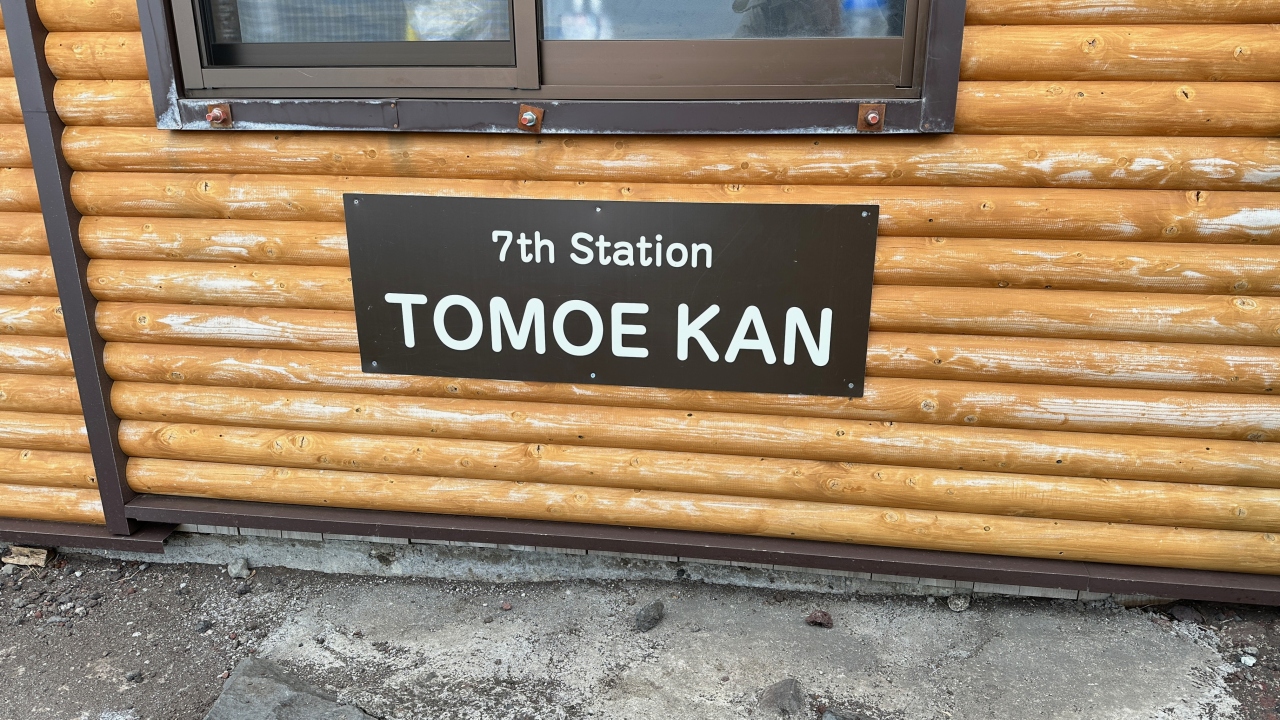 7th Station
TOMOE KAN